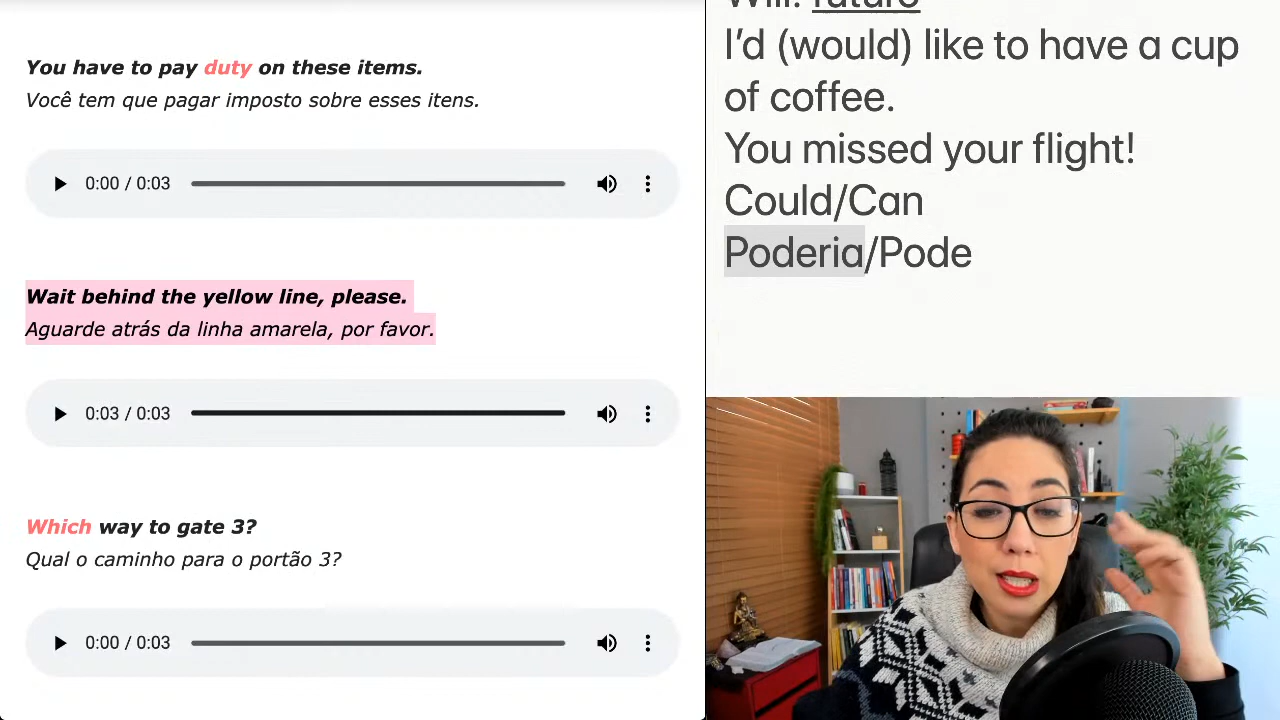 You have to pay duty on these items.
Você tem que pagar imposto sobre esses itens.
0:00 / 0:03
Wait behind the yellow line, please.
Aguarde atrás da linha amarela, por favor.
0:03 / 0:03
Which way to gate 3?
Qual o caminho para o portão 3?
0:00 / 0:03
Will: futuro
I’d (would) like to have a cup
of coffee.
You missed your flight!
Could/Can
Poderia/Pode